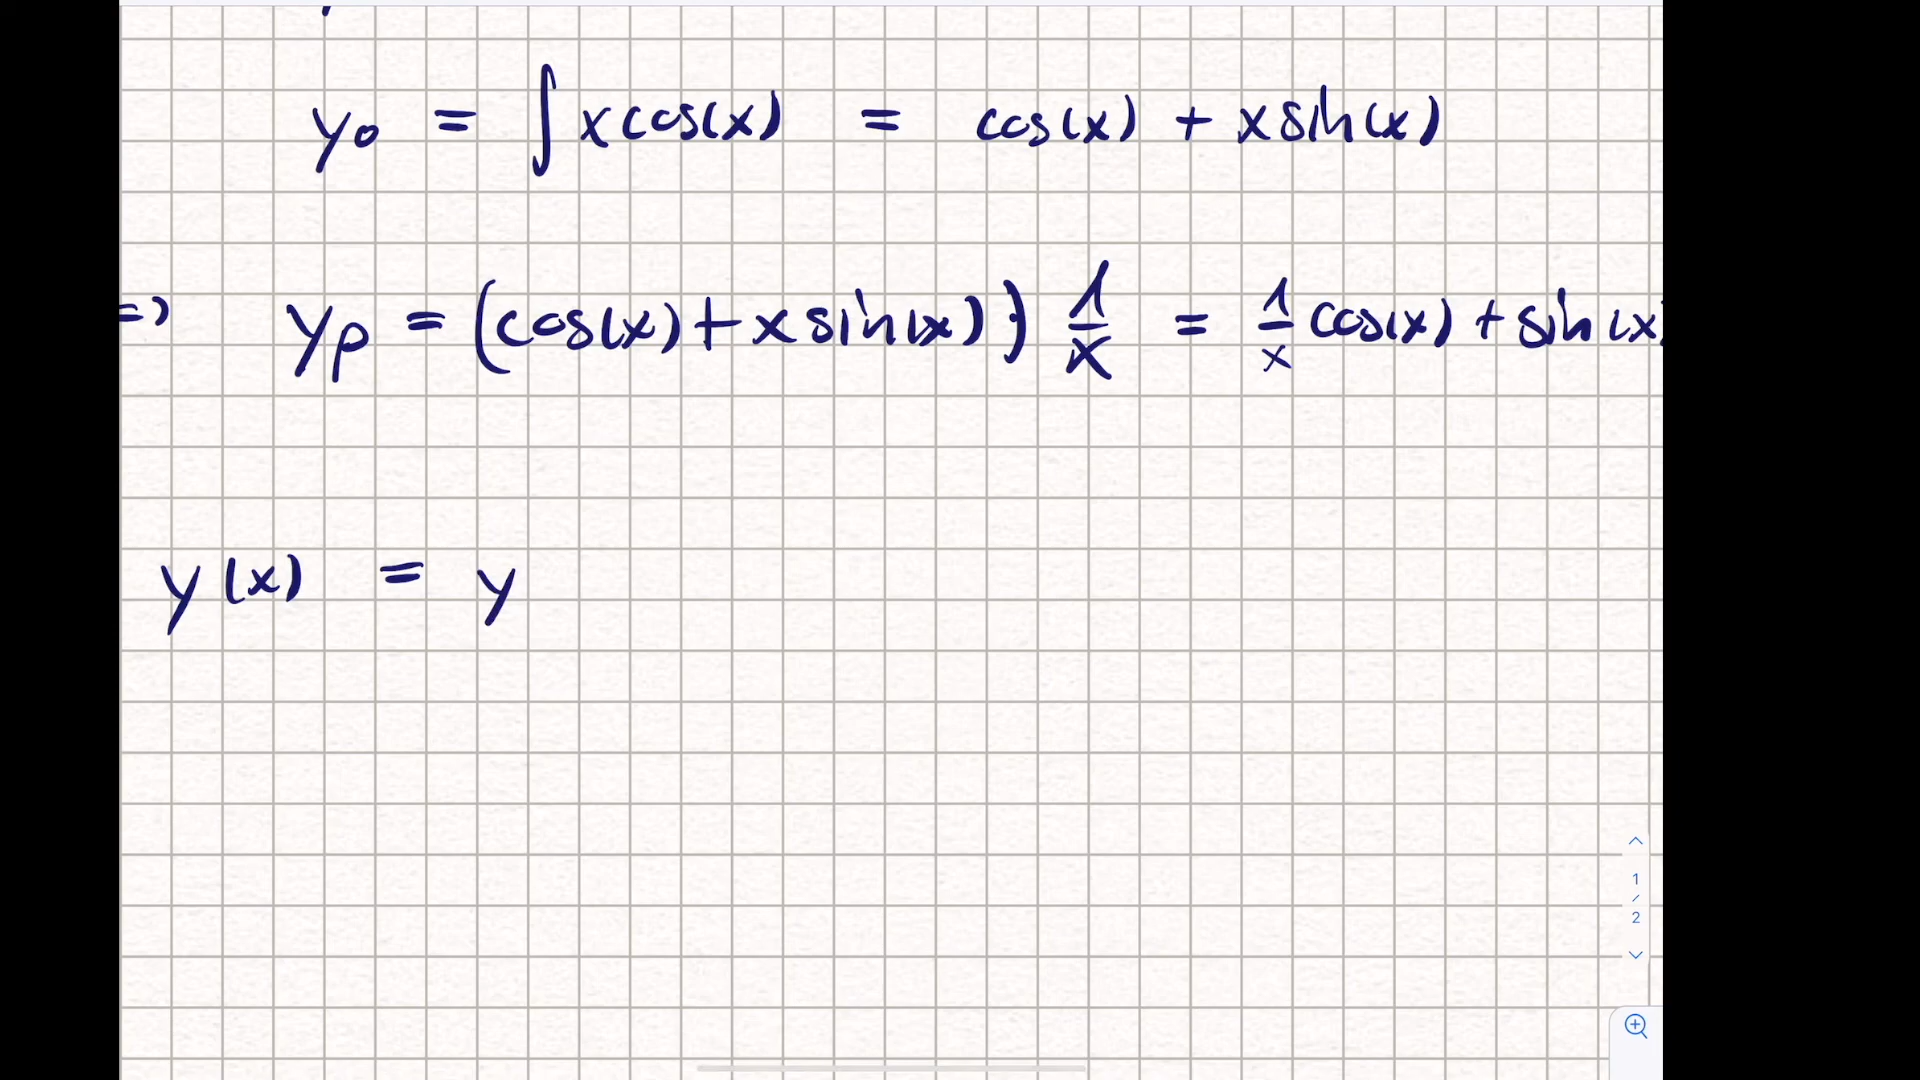 y₀ = ∫ x cos(x) = cos(x) + x sin(x)
=> yₚ = (cos(x) + x sin(x)) · 1/x = 1/x cos(x) + sin(x)
y(x) = y
1
/
2